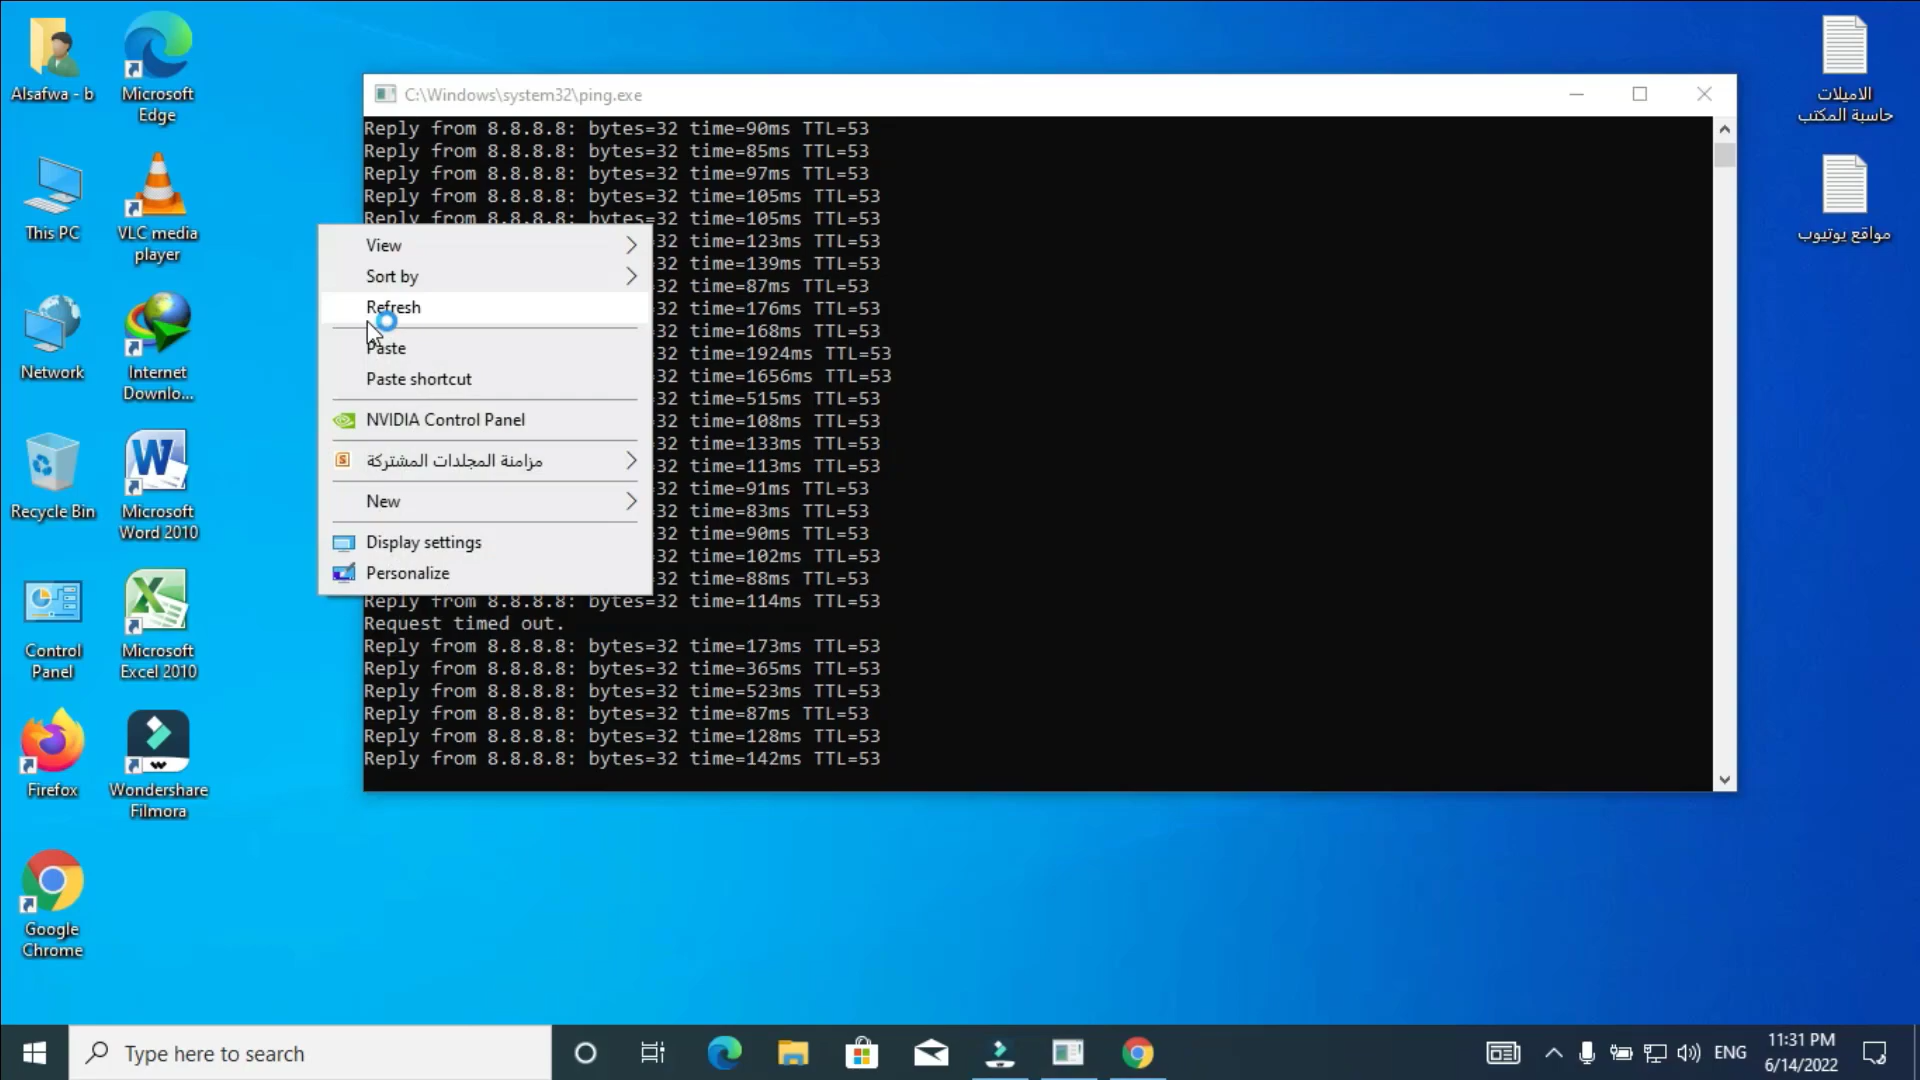 Alsafwa - b
Microsoft
Edge
This PC
VLC media
player
Network
Internet
Downlo...
Recycle Bin
Microsoft
Word 2010
Control
Panel
Microsoft
Excel 2010
Firefox
Wondershare
Filmora
Google
Chrome
C:\Windows\system32\ping.exe
Reply from 8.8.8.8: bytes=32 time=90ms TTL=53
Reply from 8.8.8.8: bytes=32 time=85ms TTL=53
Reply from 8.8.8.8: bytes=32 time=97ms TTL=53
Reply from 8.8.8.8: bytes=32 time=105ms TTL=53
Reply from 8.8.8.8: bytes=32 time=105ms TTL=53
32 time=123ms TTL=53
32 time=139ms TTL=53
32 time=87ms TTL=53
32 time=176ms TTL=53
32 time=168ms TTL=53
32 time=1924ms TTL=53
32 time=1656ms TTL=53
32 time=515ms TTL=53
32 time=108ms TTL=53
32 time=133ms TTL=53
32 time=113ms TTL=53
32 time=91ms TTL=53
32 time=83ms TTL=53
32 time=90ms TTL=53
32 time=102ms TTL=53
32 time=88ms TTL=53
Reply from 8.8.8.8: bytes=32 time=114ms TTL=53
Request timed out.
Reply from 8.8.8.8: bytes=32 time=173ms TTL=53
Reply from 8.8.8.8: bytes=32 time=365ms TTL=53
Reply from 8.8.8.8: bytes=32 time=523ms TTL=53
Reply from 8.8.8.8: bytes=32 time=87ms TTL=53
Reply from 8.8.8.8: bytes=32 time=128ms TTL=53
Reply from 8.8.8.8: bytes=32 time=142ms TTL=53
View
Sort by
Refresh
Paste
Paste shortcut
NVIDIA Control Panel
مزامنة المجلدات المشتركة
New
Display settings
Personalize
الاميلات
حاسبة المكتب
مواقع يوتيوب
Type here to search
ENG
11:31 PM
6/14/2022